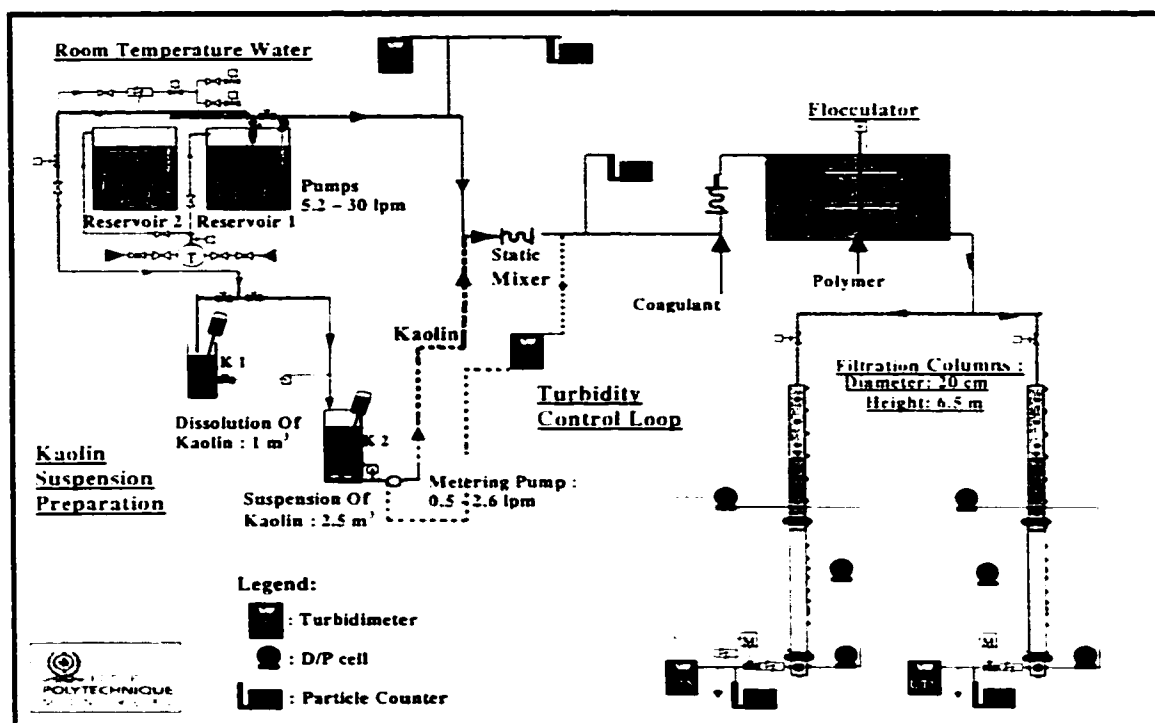 Room Temperature Water
Reservoir 2
Reservoir 1
Pumps
5.2 – 30 lpm
T
Flocculator
M
Static
Mixer
Coagulant
Polymer
Kaolin
K 1
Dissolution Of
Kaolin : 1 m³
K 2
Suspension Of
Kaolin : 2.5 m³
Kaolin
Suspension
Preparation
Turbidity
Control Loop
Metering Pump :
0.5 – 2.6 lpm
Filtration Columns :
Diameter: 20 cm
Height: 6.5 m
M
M
Legend:
: Turbidimeter
: D/P cell
: Particle Counter
POLYTECHNIQUE